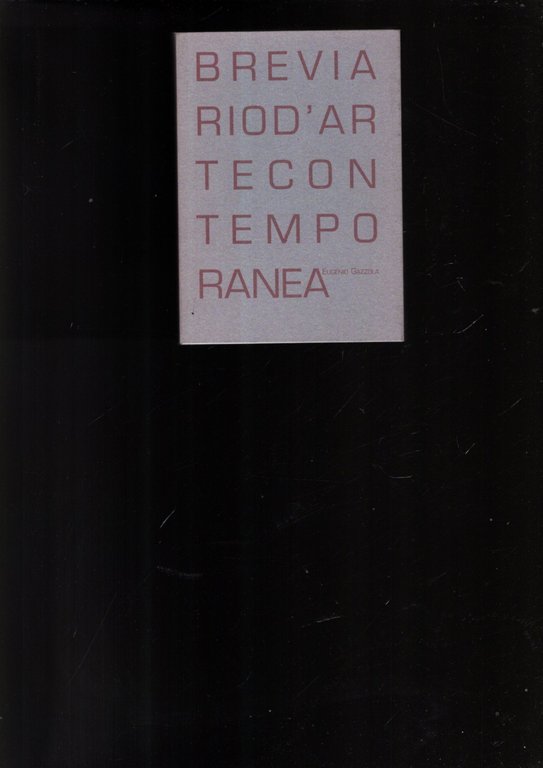 BREVIA
RIOD'AR
TECON
TEMPO
RANEA
EUGENIO GAZZOLA